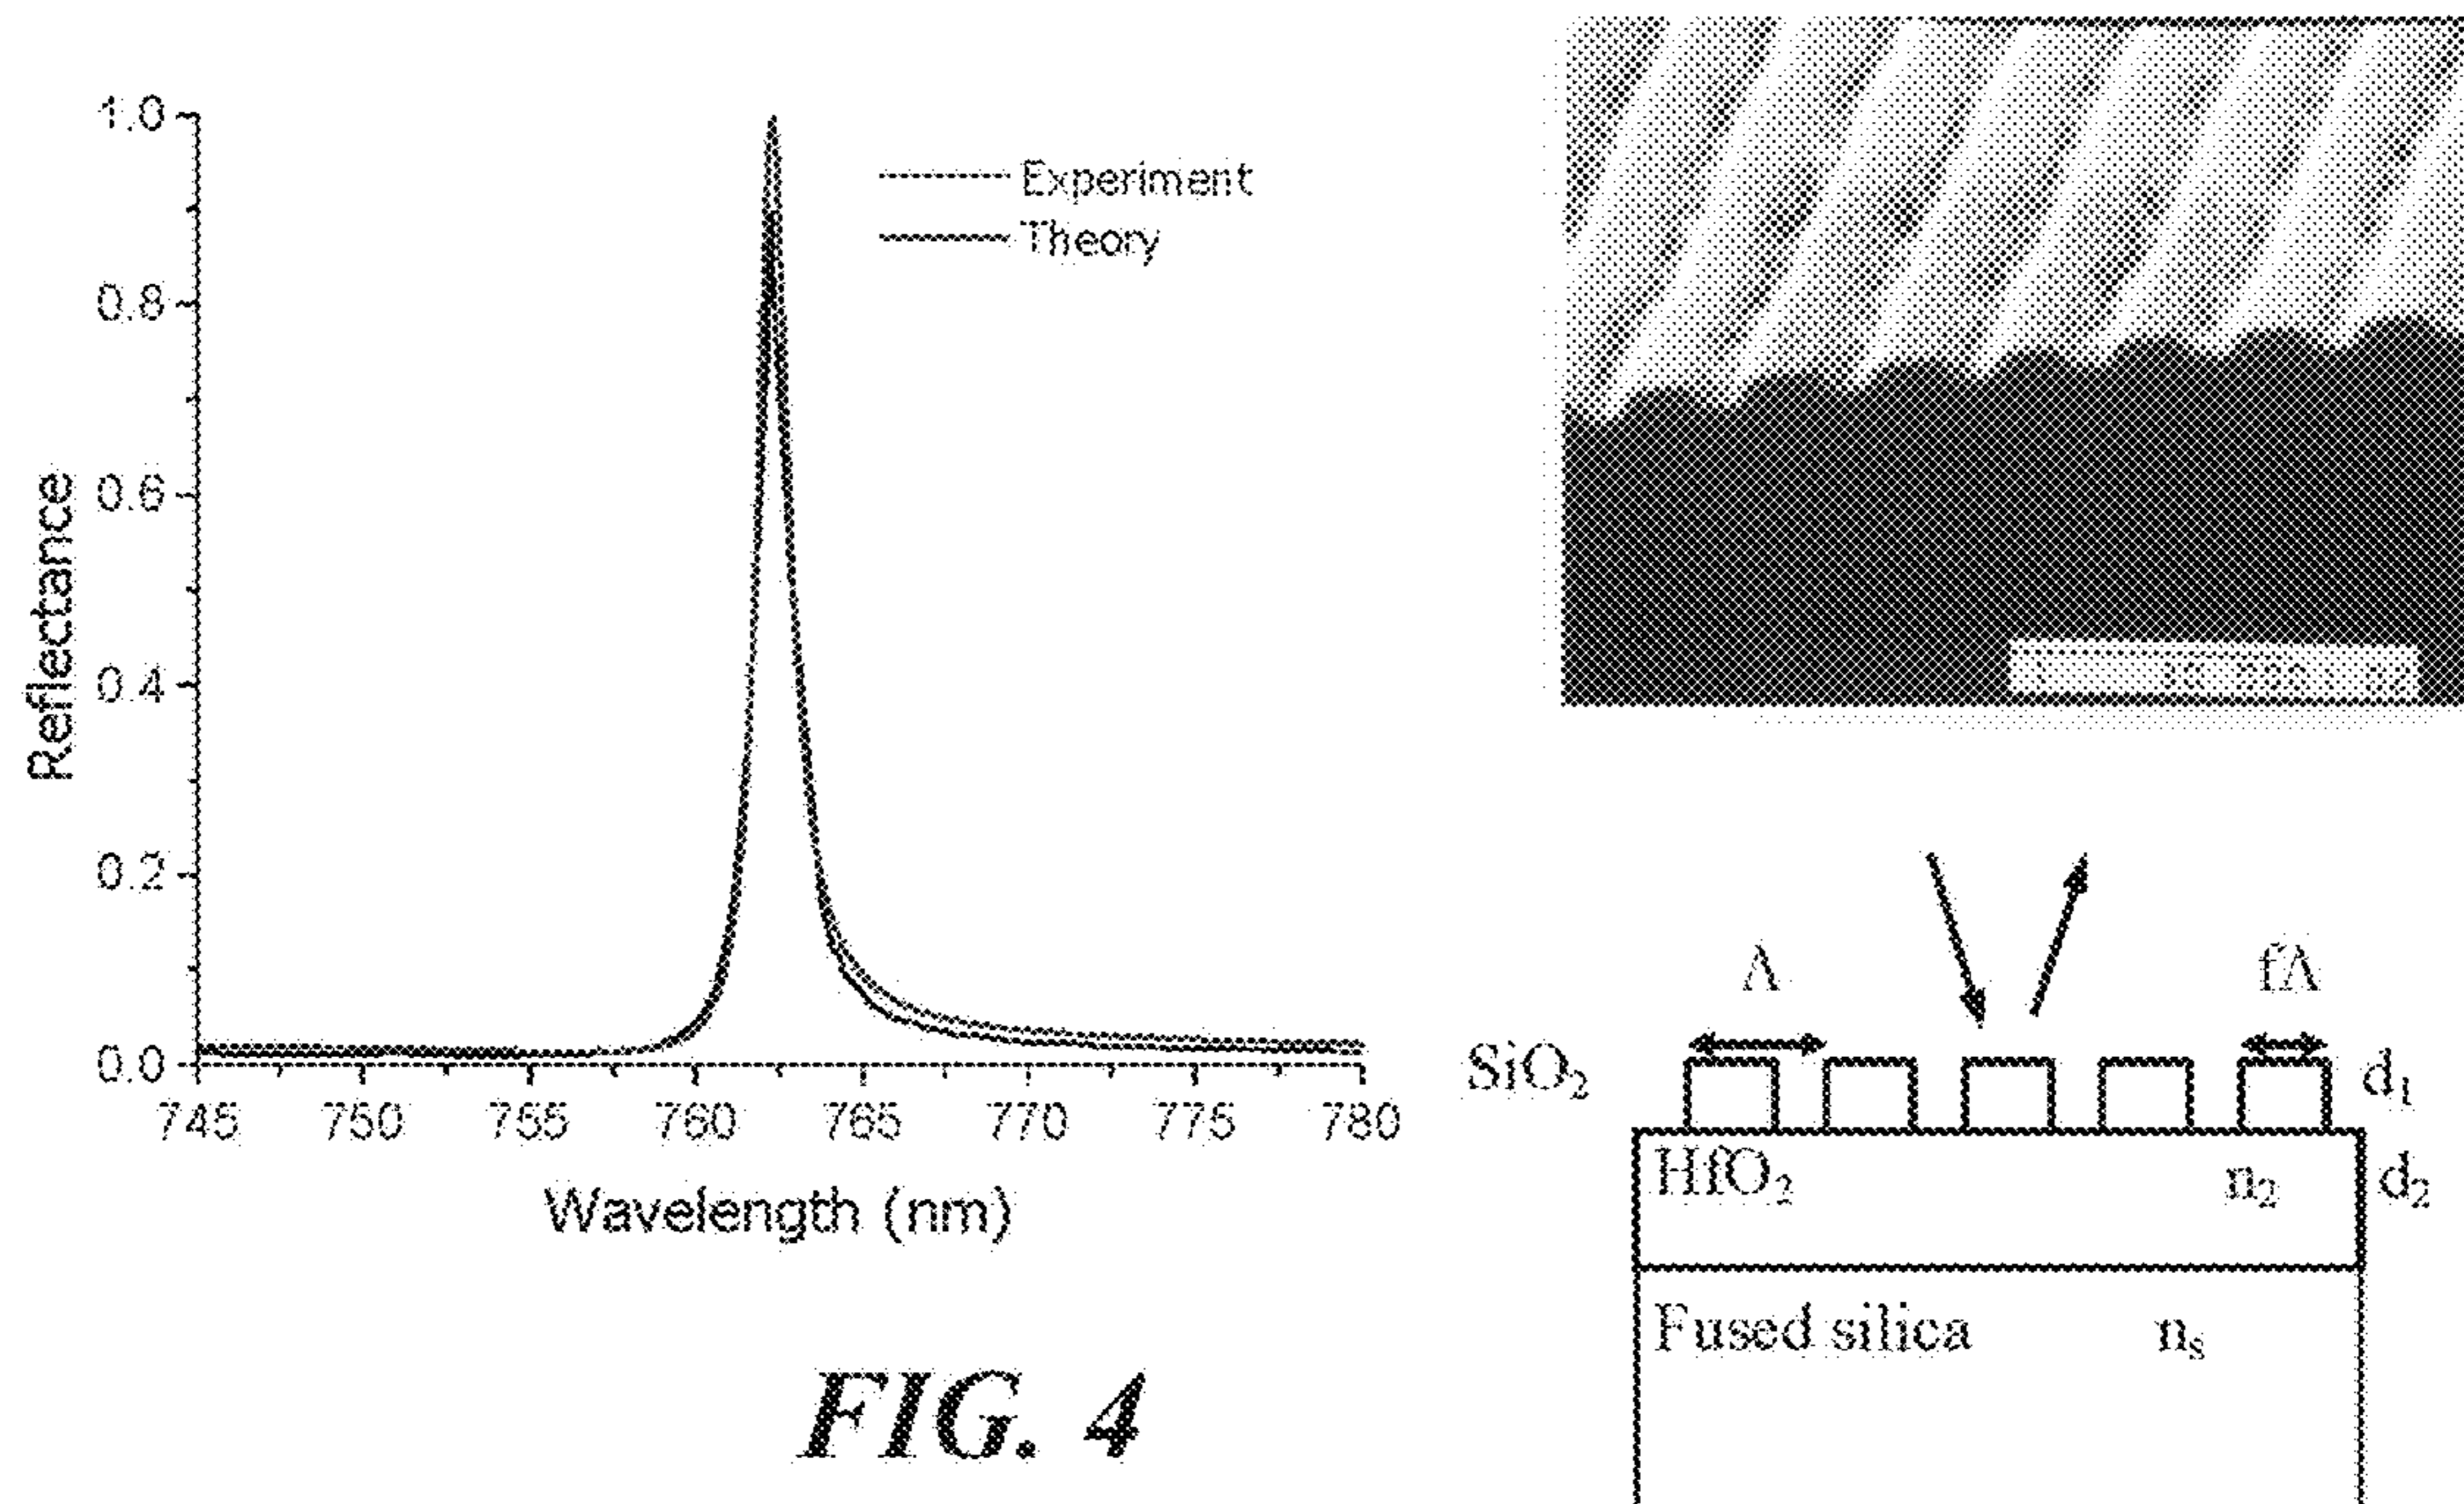 1.0
0.8
0.6
0.4
0.2
0.0
Reflectance
Experiment
Theory
745 750 755 760 765 770 775 780
Wavelength (nm)
FIG. 4
Λ fΛ
SiO₂ d₁
HfO₂ n₂ d₂
Fused silica nₛ